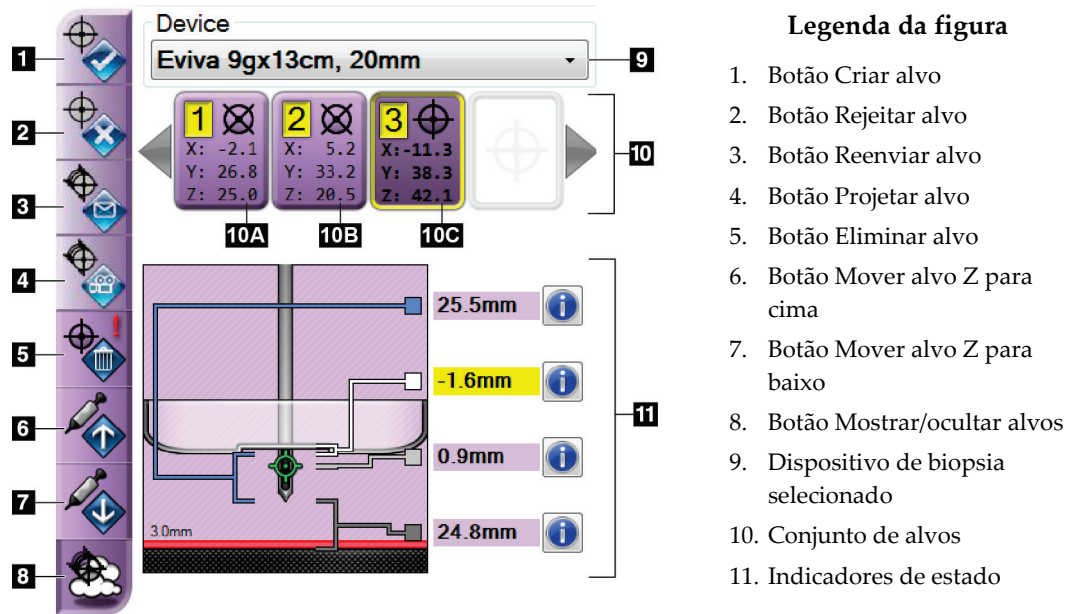 Device
1
Eviva 9gx13cm, 20mm
9
2
1
X: -2.1
Y: 26.8
Z: 25.0
2
X: 5.2
Y: 33.2
Z: 20.5
3
X:-11.3
Y: 38.3
Z: 42.1
10
3
10A
10B
10C
4
25.5mm
5
-1.6mm
11
6
0.9mm
7
3.0mm
24.8mm
8
Legenda da figura
1. Botão Criar alvo
2. Botão Rejeitar alvo
3. Botão Reenviar alvo
4. Botão Projetar alvo
5. Botão Eliminar alvo
6. Botão Mover alvo Z para
cima
7. Botão Mover alvo Z para
baixo
8. Botão Mostrar/ocultar alvos
9. Dispositivo de biopsia
selecionado
10. Conjunto de alvos
11. Indicadores de estado